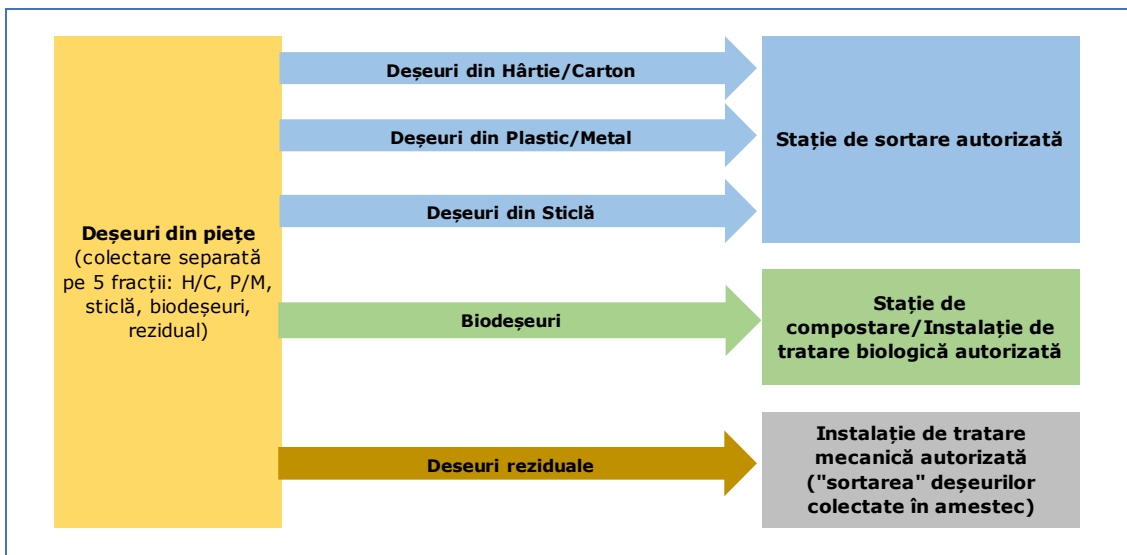 Deșeuri din piețe
(colectare separată
pe 5 fracții: H/C, P/M,
sticlă, biodeșeuri,
rezidual)
Deșeuri din Hârtie/Carton
Deșeuri din Plastic/Metal
Deșeuri din Sticlă
Stație de sortare autorizată
Biodeșeuri
Stație de
compostare/Instalație de
tratare biologică autorizată
Deseuri reziduale
Instalație de tratare
mecanică autorizată
("sortarea" deșeurilor
colectate în amestec)